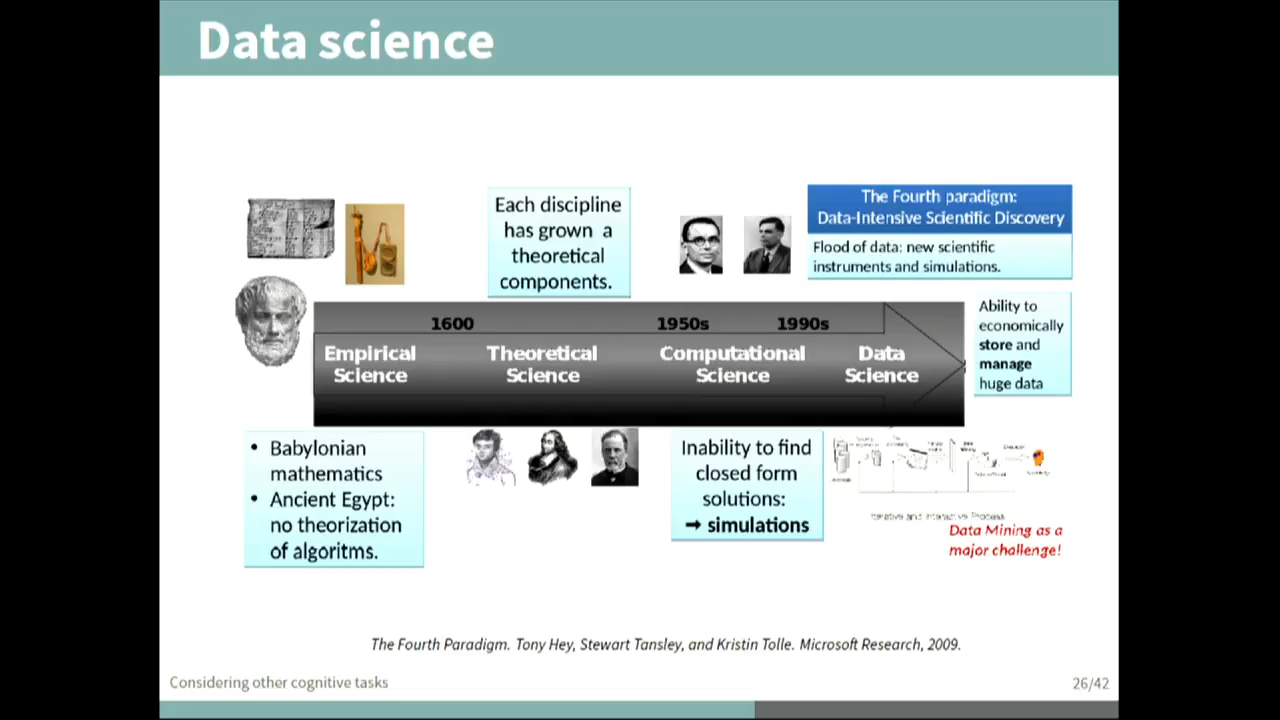 Data science
Each discipline
has grown a
theoretical
components.
The Fourth paradigm:
Data-Intensive Scientific Discovery
Flood of data: new scientific
instruments and simulations.
1600
1950s
1990s
Empirical
Science
Theoretical
Science
Computational
Science
Data
Science
Ability to
economically
store and
manage
huge data
• Babylonian
mathematics
• Ancient Egypt:
no theorization
of algoritms.
Inability to find
closed form
solutions:
➞ simulations
Iterative and Interactive Process
Data Mining as a
major challenge!
The Fourth Paradigm. Tony Hey, Stewart Tansley, and Kristin Tolle. Microsoft Research, 2009.
Considering other cognitive tasks
26/42